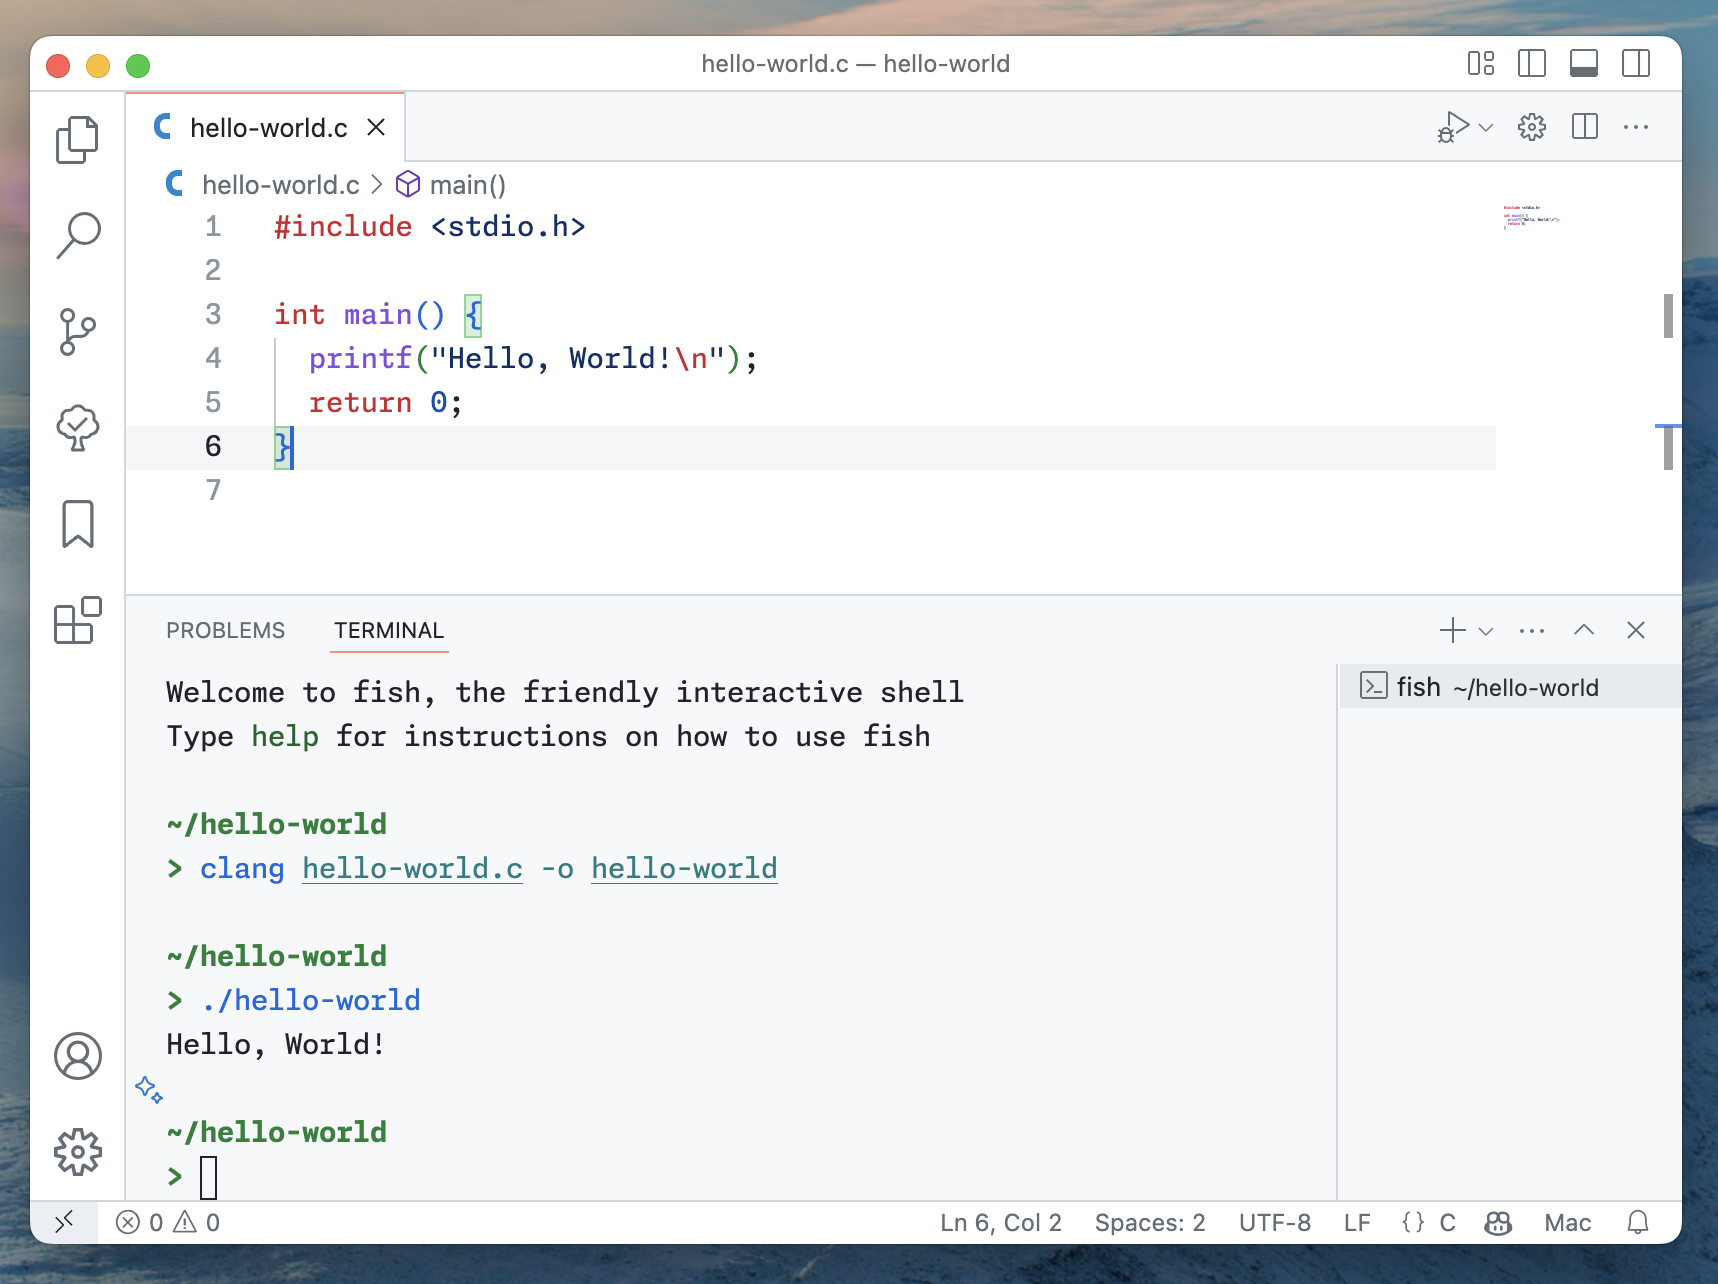 hello-world.c — hello-world
hello-world.c
hello-world.c > main()
1 #include <stdio.h>
2
3 int main() {
4 printf("Hello, World!\n");
5 return 0;
6 }
7
PROBLEMS TERMINAL
Welcome to fish, the friendly interactive shell
Type help for instructions on how to use fish
fish ~/hello-world
~/hello-world
> clang hello-world.c -o hello-world
~/hello-world
> ./hello-world
Hello, World!
~/hello-world
>
0 0 Ln 6, Col 2 Spaces: 2 UTF-8 LF {} C Mac